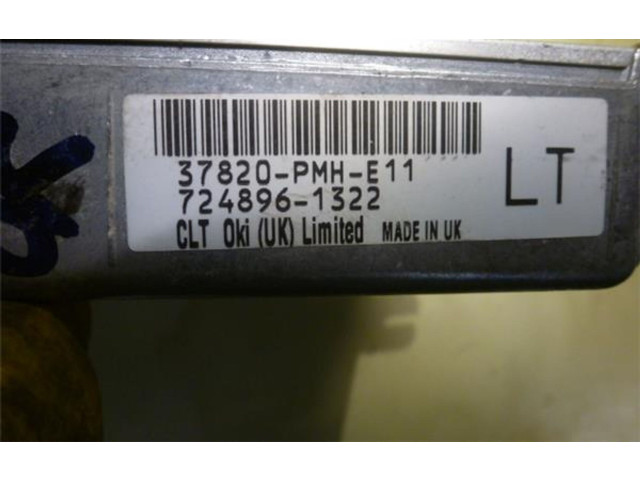 37820-PMH-E11
724896-1322
CLT Oki (UK) Limited MADE IN UK
LT